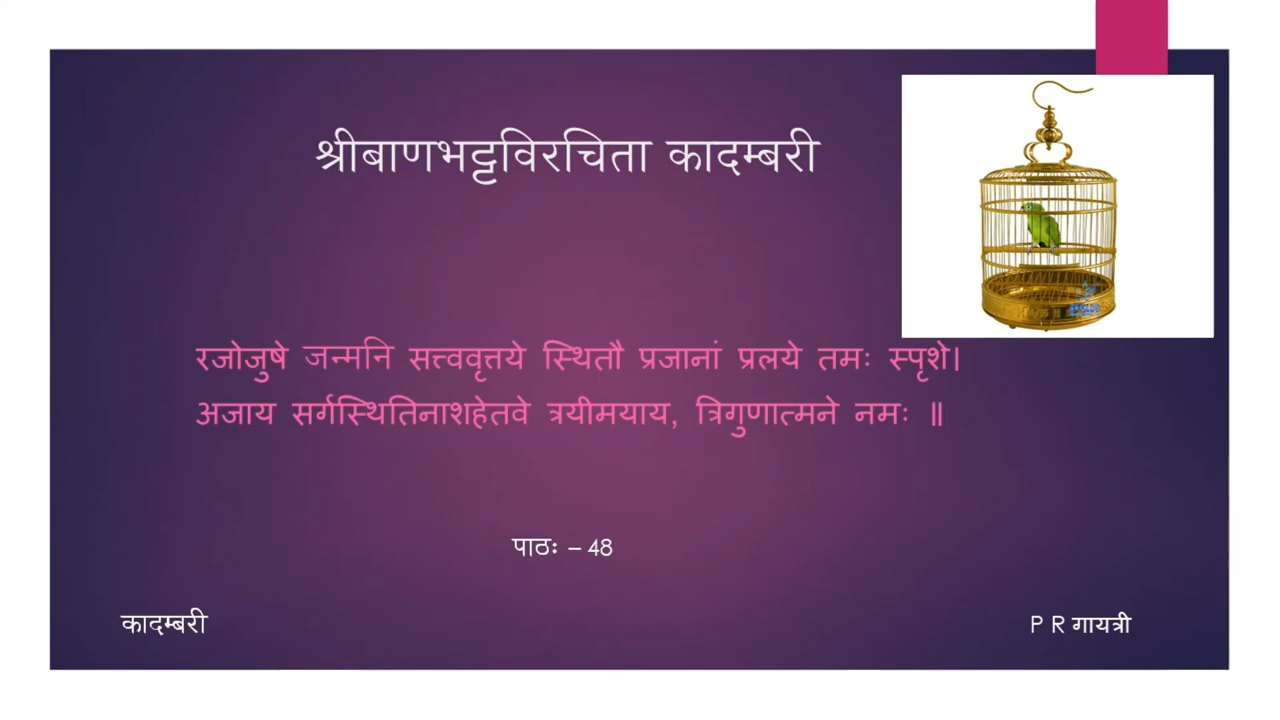 श्रीबाणभट्टविरचिता कादम्बरी
रजोजुषे जन्मनि सत्त्ववृत्तये स्थितौ प्रजानां प्रलये तमः स्पृशे।
अजाय सर्गस्थितिनाशहेतवे त्रयीमयाय, त्रिगुणात्मने नमः ॥
पाठः – 48
कादम्बरी
P R गायत्री